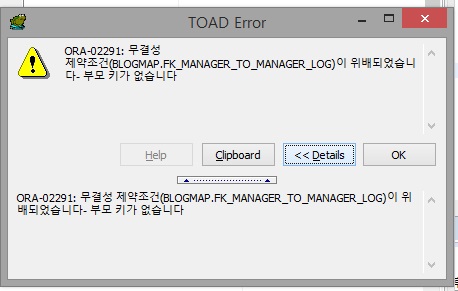 TOAD Error
ORA-02291: 무결성
제약조건(BLOGMAP.FK_MANAGER_TO_MANAGER_LOG)이 위배되었습니
다- 부모 키가 없습니다
Help
Clipboard
<< Details
OK
ORA-02291: 무결성 제약조건(BLOGMAP.FK_MANAGER_TO_MANAGER_LOG)이 위
배되었습니다- 부모 키가 없습니다